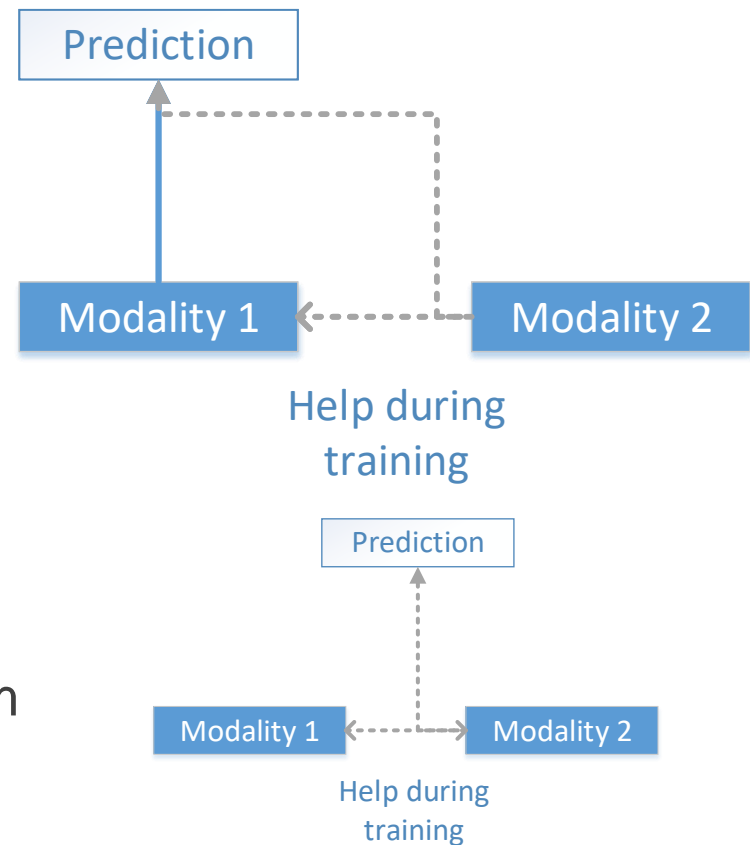 Prediction
Modality 1
Modality 2
Help during
training
Prediction
Modality 1
Modality 2
Help during
training